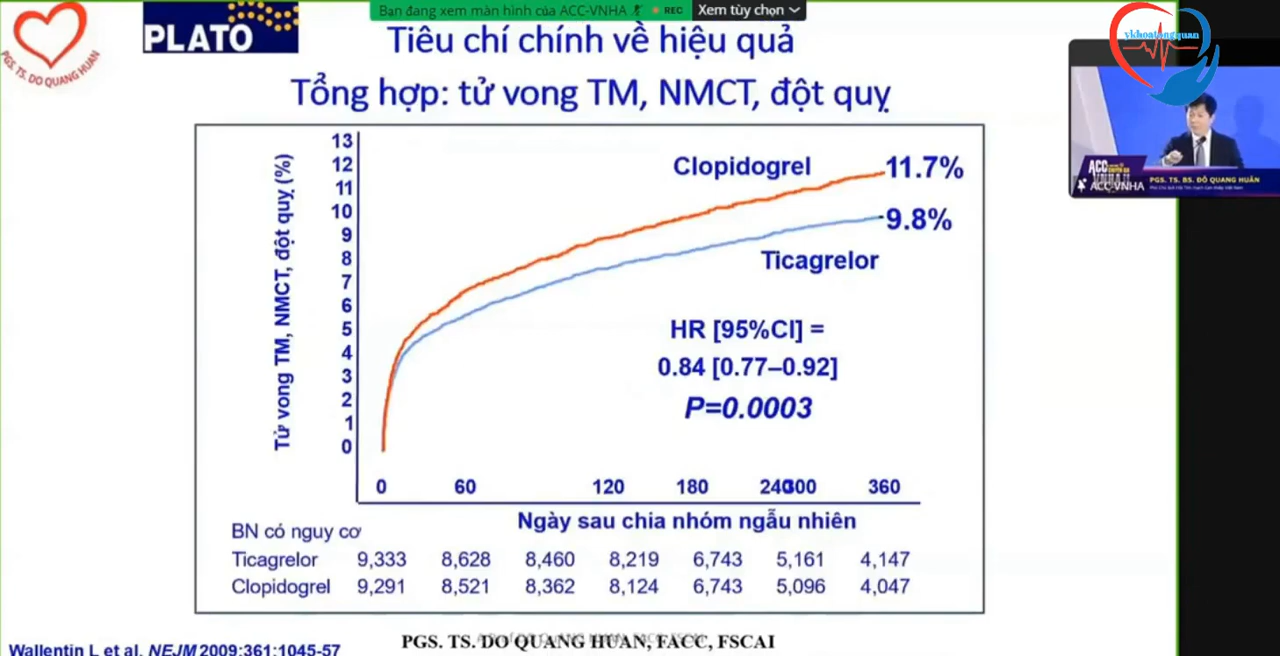 Bạn đang xem màn hình của ACC-VNHA
REC
Xem tùy chọn
PGS. TS. DO QUANG HUAN
PLATO
ykhoatongquan
Tiêu chí chính về hiệu quả
Tổng hợp: tử vong TM, NMCT, đột quỵ
Tử vong TM, NMCT, đột quỵ (%)
13
12
11
10
9
8
7
6
5
4
3
2
1
0
Clopidogrel
11.7%
9.8%
Ticagrelor
HR [95%CI] =
0.84 [0.77–0.92]
P=0.0003
0 60 120 180 240 300 360
Ngày sau chia nhóm ngẫu nhiên
BN có nguy cơ
Ticagrelor 9,333 8,628 8,460 8,219 6,743 5,161 4,147
Clopidogrel 9,291 8,521 8,362 8,124 6,743 5,096 4,047
Wallentin L et al. NEJM 2009;361:1045-57
PGS. TS. DO QUANG HUAN, FACC, FSCAI
ACC
VNHA
PGS. TS. BS. ĐỖ QUANG HUÂN
ACC-VNHA